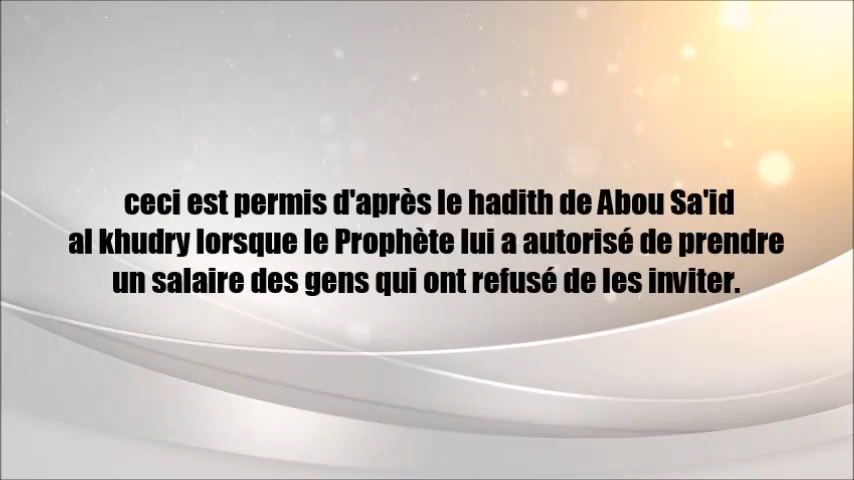 ceci est permis d'après le hadith de Abou Sa'id
al khudry lorsque le Prophète lui a autorisé de prendre
un salaire des gens qui ont refusé de les inviter.